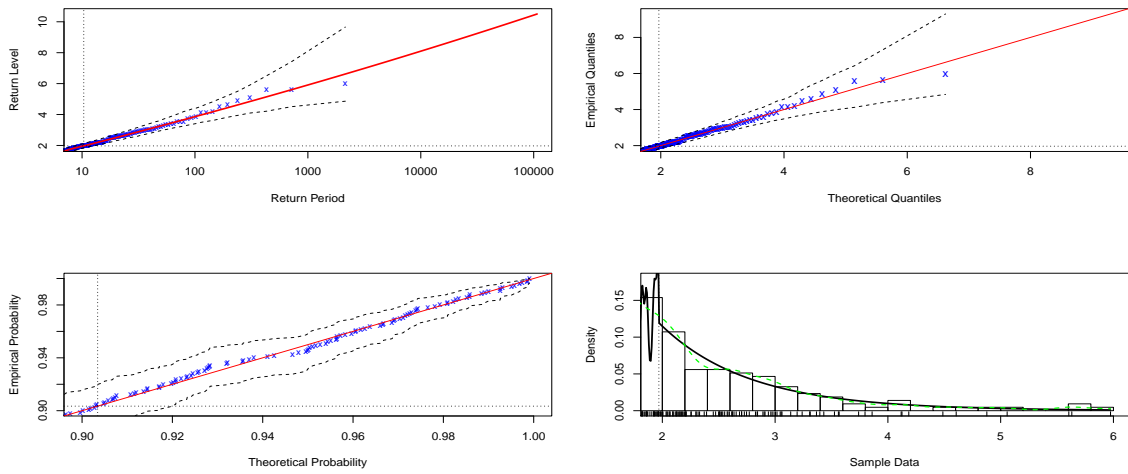 Return Level
2 4 6 8 10
10 100 1000 10000 100000
Return Period
Empirical Quantiles
2 4 6 8
2 4 6 8
Theoretical Quantiles
Empirical Probability
0.90 0.94 0.98
0.90 0.92 0.94 0.96 0.98 1.00
Theoretical Probability
Density
0.00 0.05 0.10 0.15
2 3 4 5 6
Sample Data